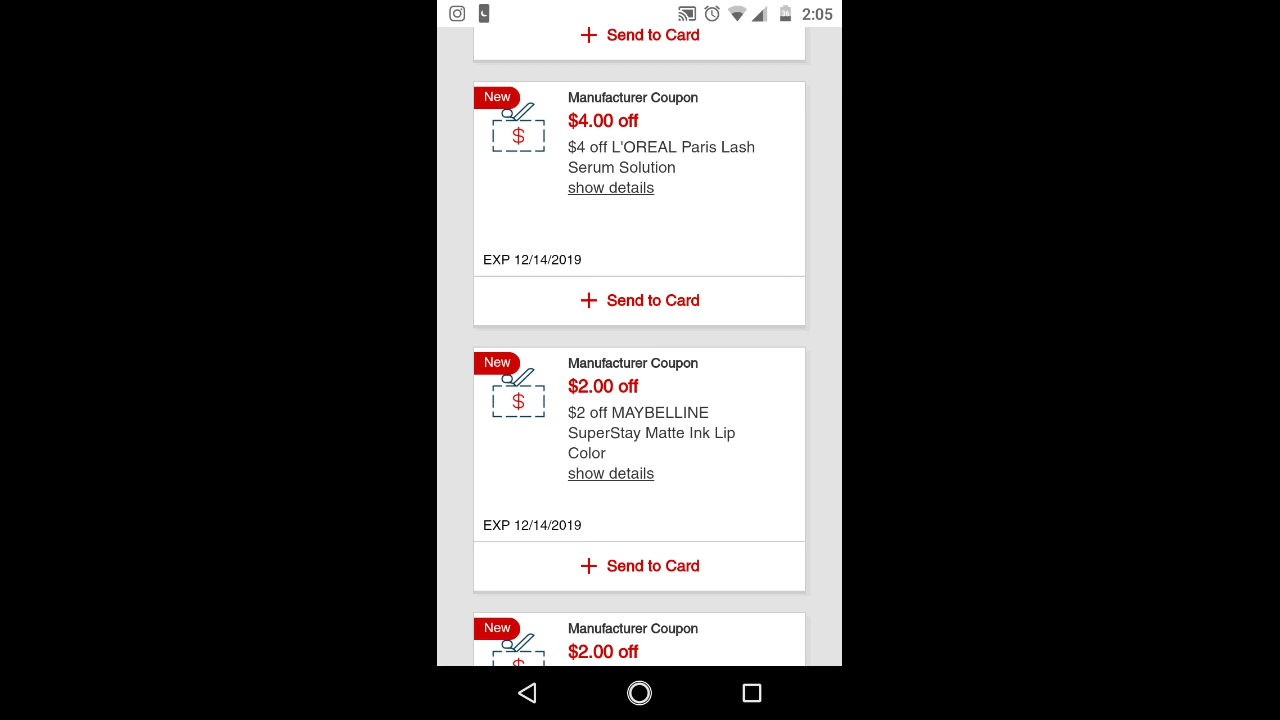 2:05
Send to Card
New
Manufacturer Coupon
$4.00 off
$
$4 off L'OREAL Paris Lash
Serum Solution
show details
EXP 12/14/2019
Send to Card
New
Manufacturer Coupon
$2.00 off
$
$2 off MAYBELLINE
SuperStay Matte Ink Lip
Color
show details
EXP 12/14/2019
Send to Card
New
Manufacturer Coupon
$2.00 off
$